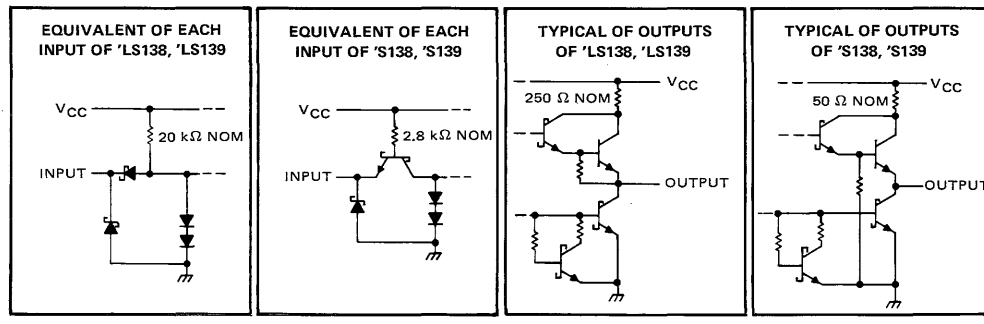 EQUIVALENT OF EACH
INPUT OF 'LS138, 'LS139
VCC
20 kΩ NOM
INPUT
EQUIVALENT OF EACH
INPUT OF 'S138, 'S139
VCC
2.8 kΩ NOM
INPUT
TYPICAL OF OUTPUTS
OF 'LS138, 'LS139
VCC
250 Ω NOM
OUTPUT
TYPICAL OF OUTPUTS
OF 'S138, 'S139
VCC
50 Ω NOM
OUTPUT